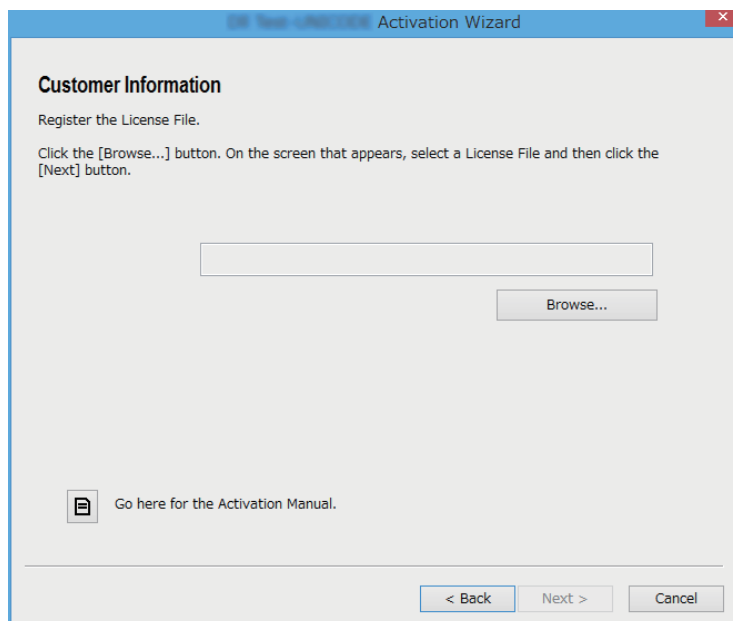 Activation Wizard
Customer Information
Register the License File.
Click the [Browse...] button. On the screen that appears, select a License File and then click the
[Next] button.
Browse...
Go here for the Activation Manual.
< Back
Next >
Cancel